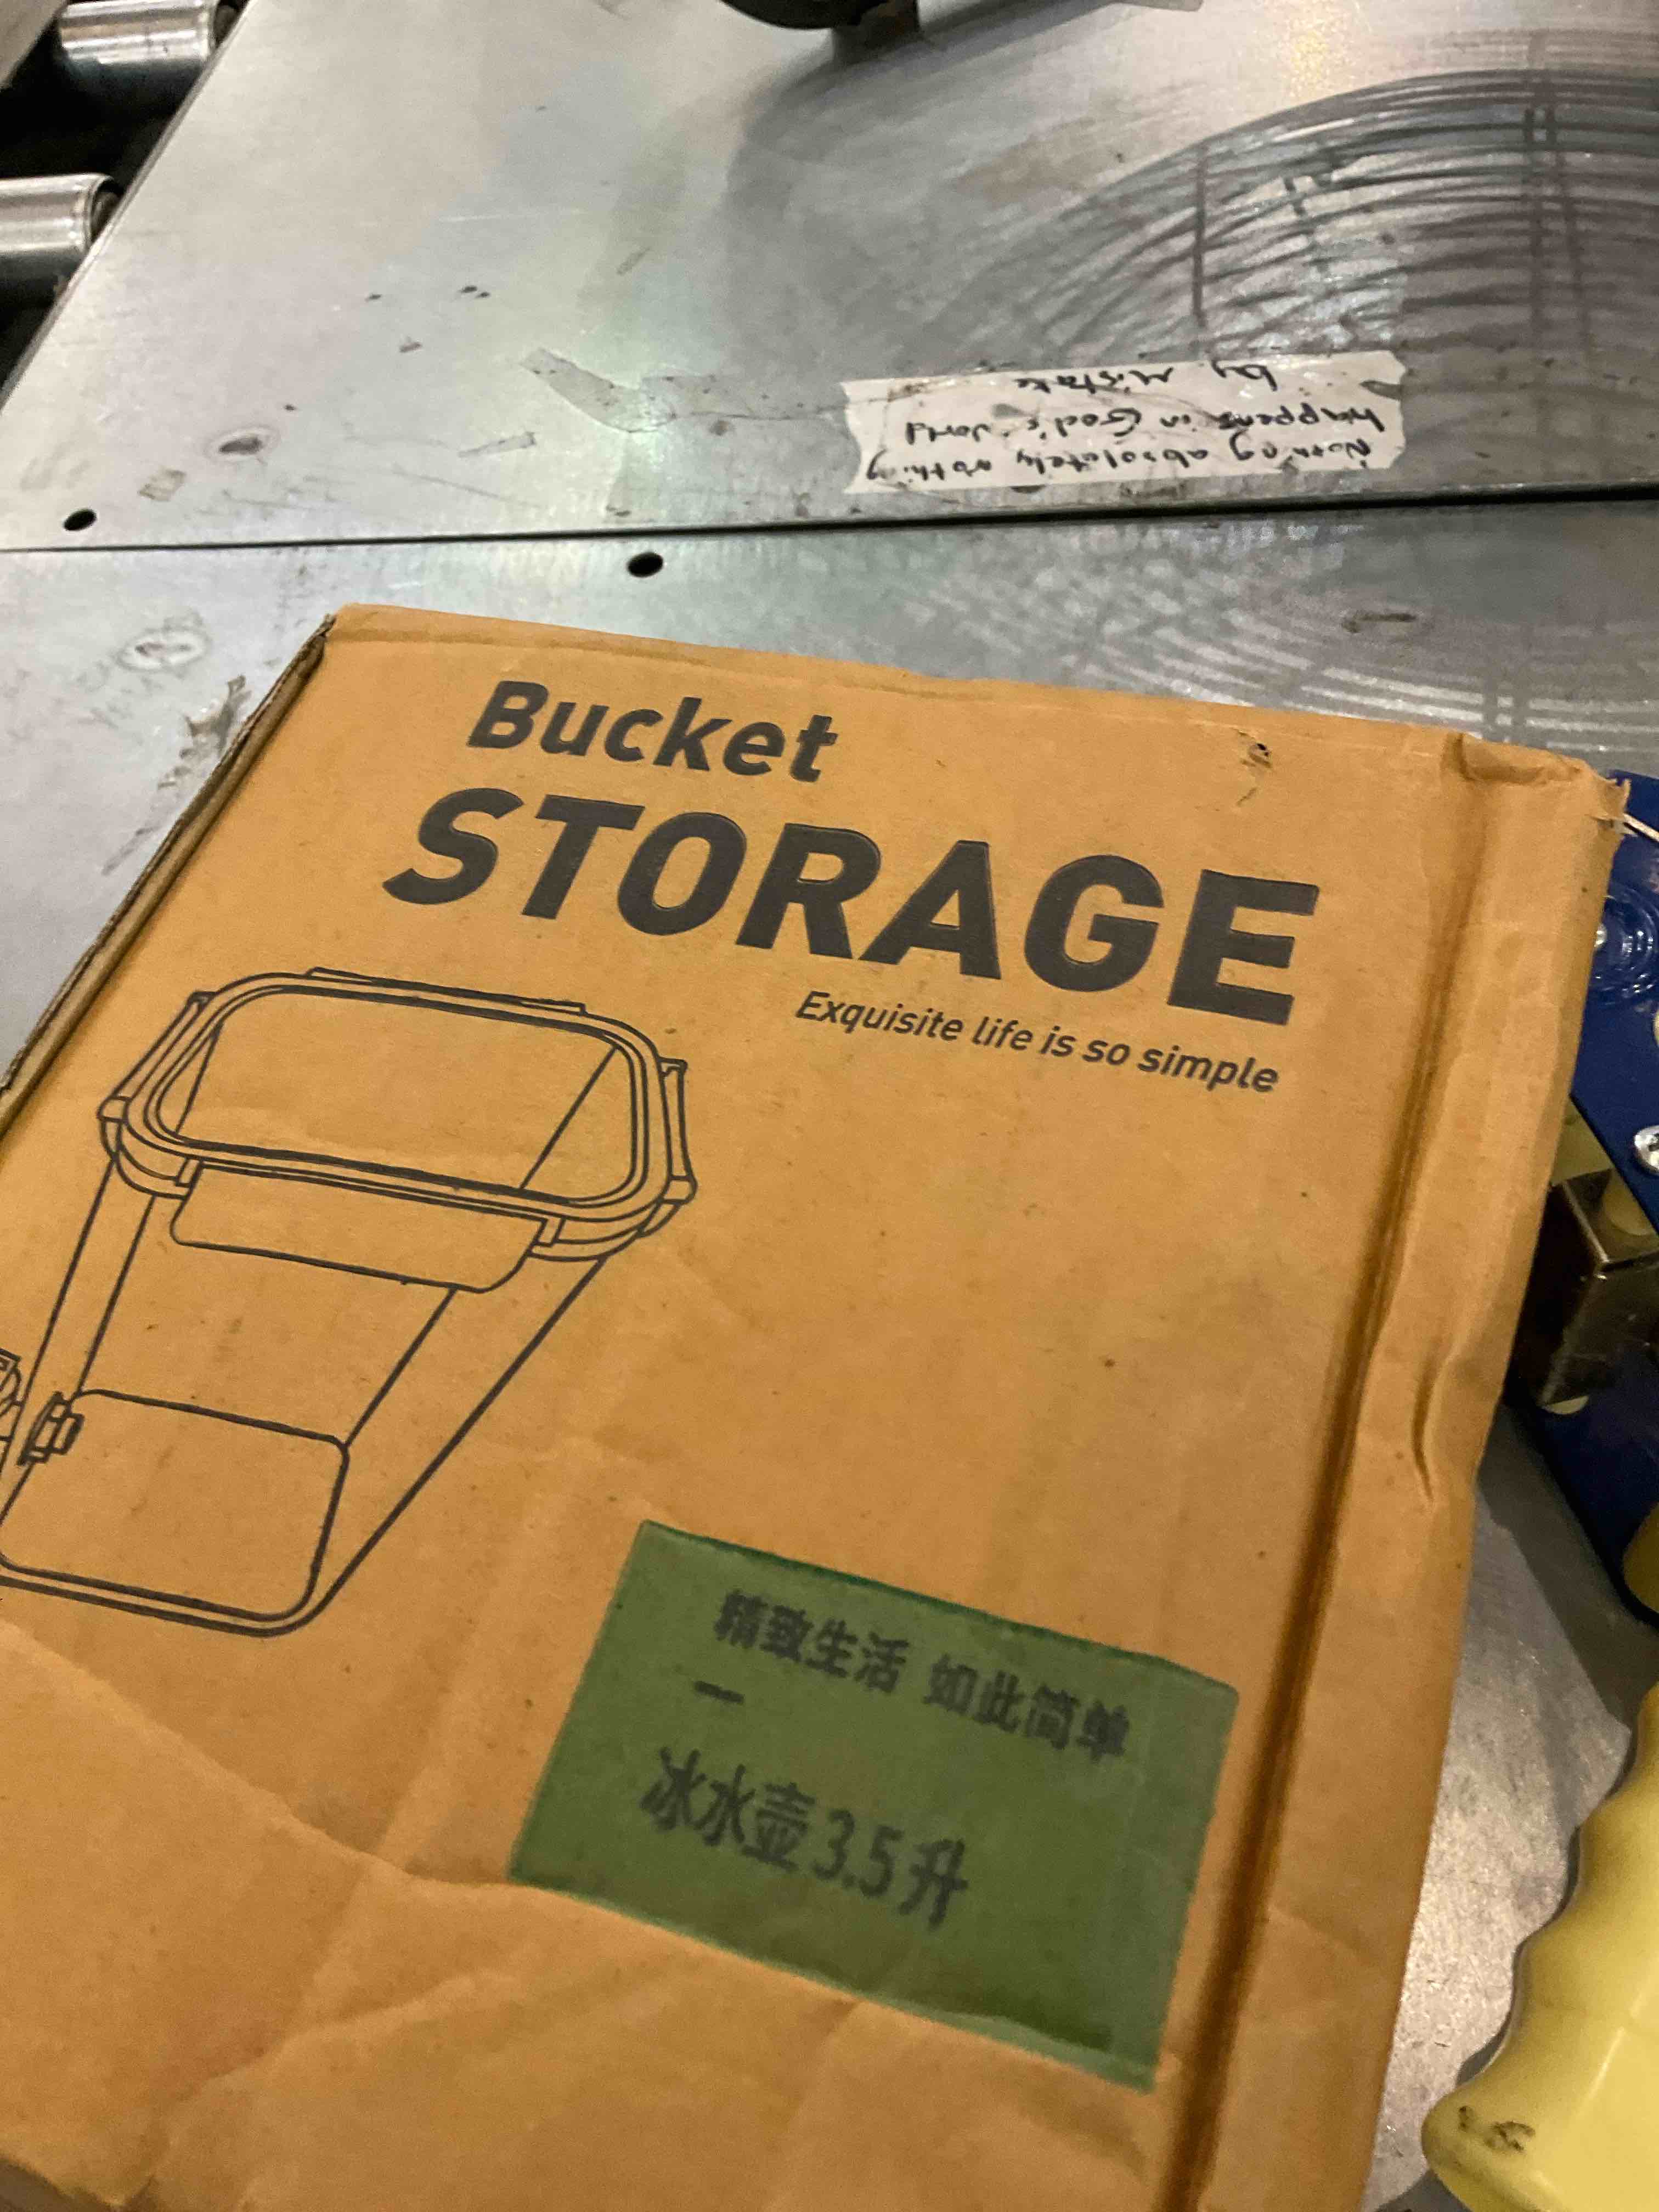 Nothing absolutely nothing
happens in God's world
by mistake
Bucket
STORAGE
Exquisite life is so simple
精致生活 如此简单
冰水壶3.5升